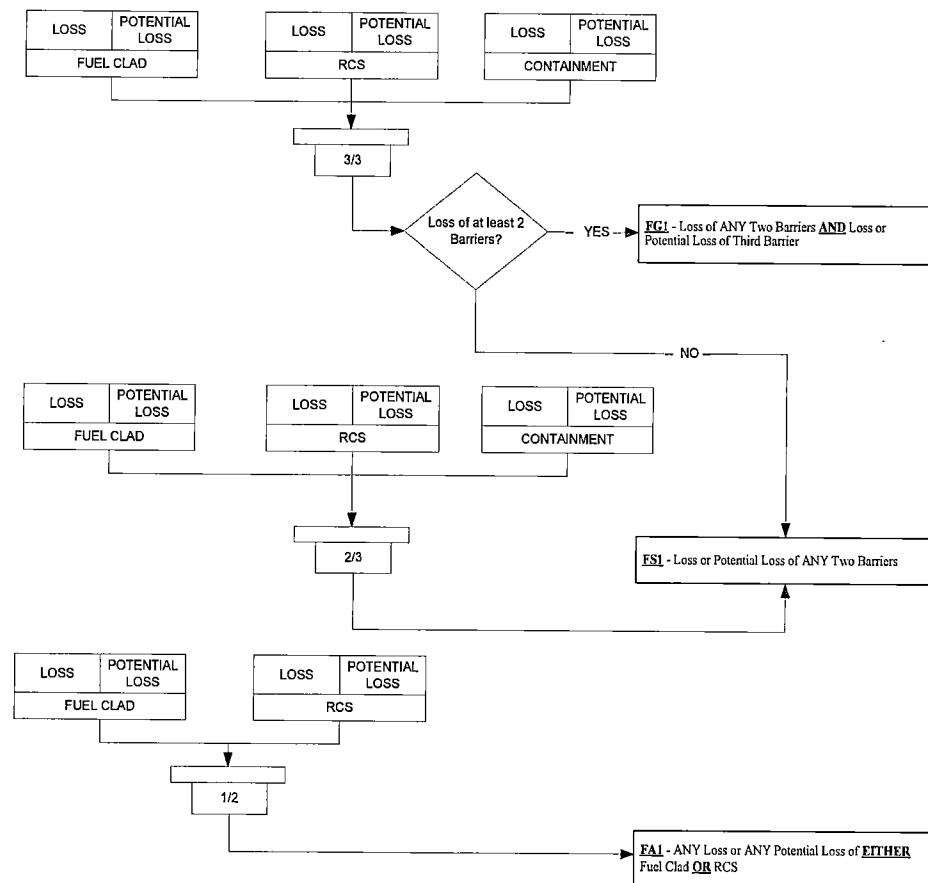 LOSS
POTENTIAL
LOSS
FUEL CLAD
LOSS
POTENTIAL
LOSS
RCS
LOSS
POTENTIAL
LOSS
CONTAINMENT
3/3
Loss of at least 2
Barriers?
YES
FG1 - Loss of ANY Two Barriers AND Loss or
Potential Loss of Third Barrier
NO
LOSS
POTENTIAL
LOSS
FUEL CLAD
LOSS
POTENTIAL
LOSS
RCS
LOSS
POTENTIAL
LOSS
CONTAINMENT
2/3
FS1 - Loss or Potential Loss of ANY Two Barriers
LOSS
POTENTIAL
LOSS
FUEL CLAD
LOSS
POTENTIAL
LOSS
RCS
1/2
FA1 - ANY Loss or ANY Potential Loss of EITHER
Fuel Clad OR RCS